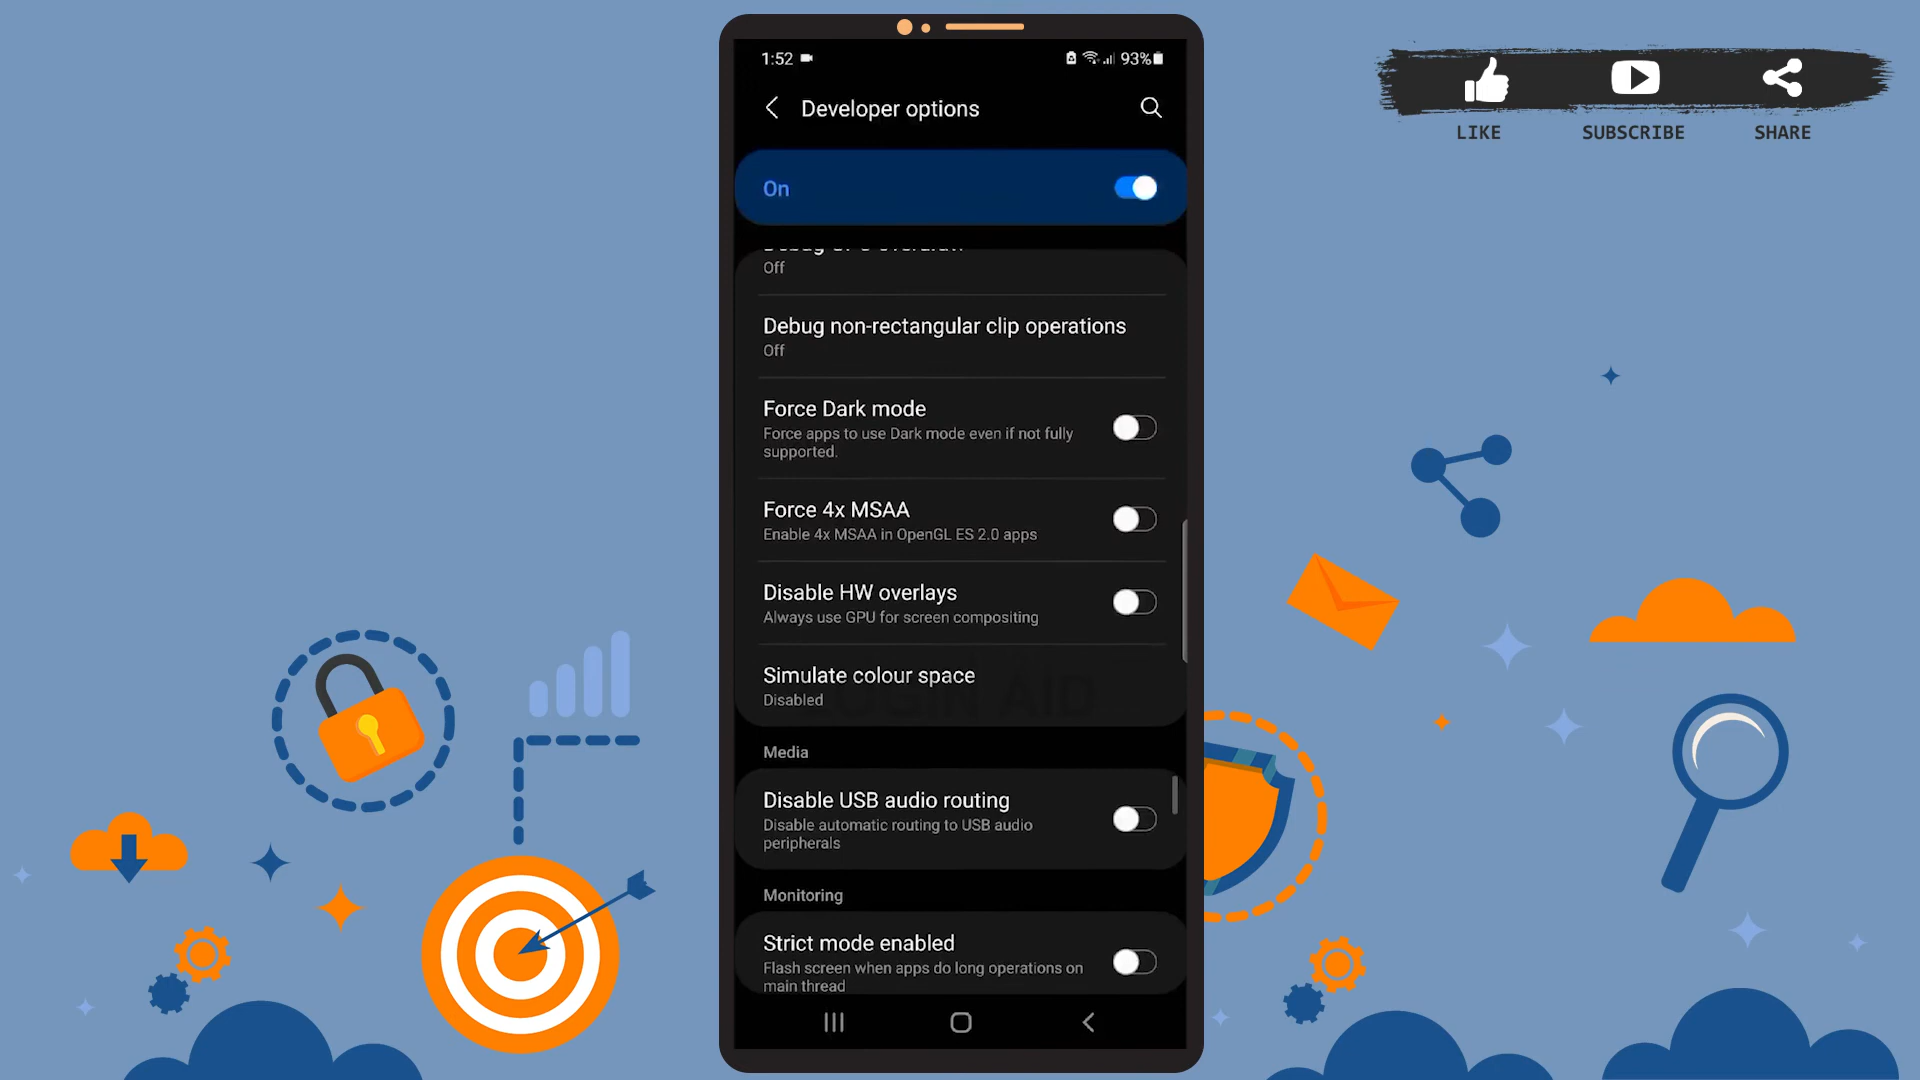 1:52
93%
Developer options
LIKE
SUBSCRIBE
SHARE
On
Off
Debug non-rectangular clip operations
Off
Force Dark mode
Force apps to use Dark mode even if not fully
supported.
Force 4x MSAA
Enable 4x MSAA in OpenGL ES 2.0 apps
Disable HW overlays
Always use GPU for screen compositing
Simulate colour space
Disabled
LOGIN AID
Media
Disable USB audio routing
Disable automatic routing to USB audio
peripherals
Monitoring
Strict mode enabled
Flash screen when apps do long operations on
main thread